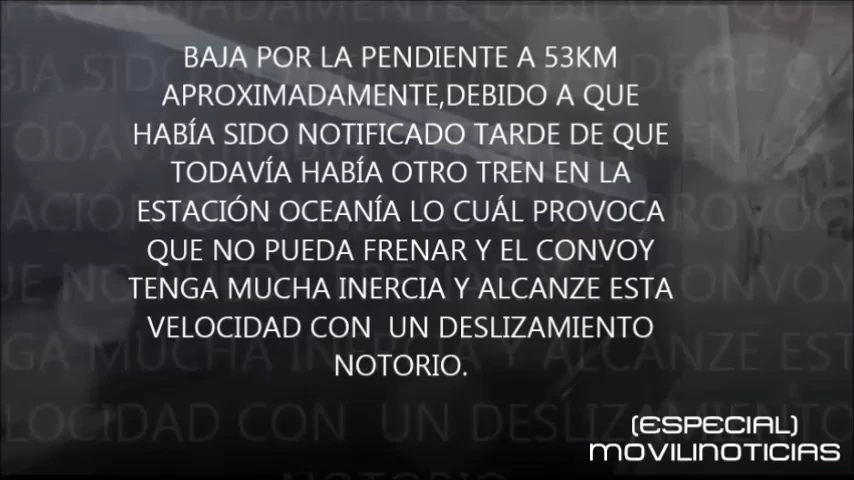 BAJA POR LA PENDIENTE A 53KM
APROXIMADAMENTE,DEBIDO A QUE
HABÍA SIDO NOTIFICADO TARDE DE QUE
TODAVÍA HABÍA OTRO TREN EN LA
ESTACIÓN OCEANÍA LO CUÁL PROVOCA
QUE NO PUEDA FRENAR Y EL CONVOY
TENGA MUCHA INERCIA Y ALCANZE ESTA
VELOCIDAD CON  UN DESLIZAMIENTO
NOTORIO.
(ESPECIAL)
MOVILINOTICIAS